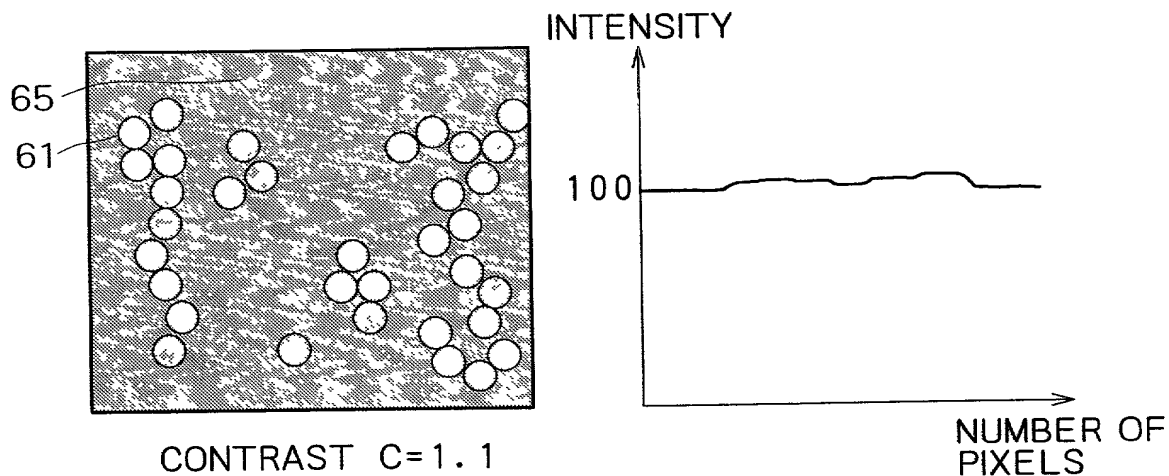 INTENSITY
65
61
100
CONTRAST C=1.1
NUMBER OF
PIXELS